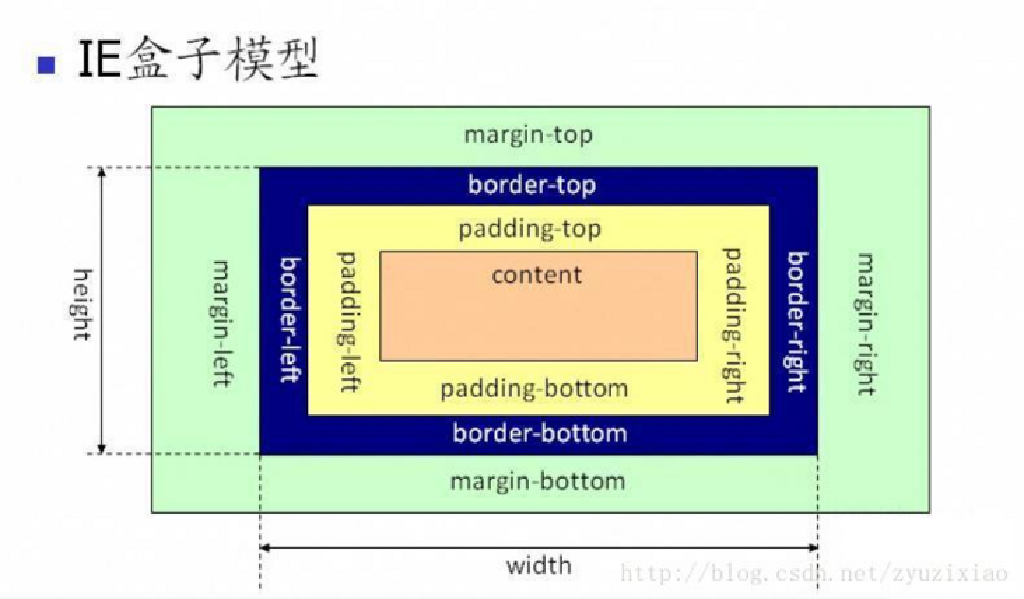 IE盒子模型
margin-top
border-top
padding-top
content
height
margin-left
border-left
padding-left
padding-right
border-right
margin-right
padding-bottom
border-bottom
margin-bottom
width
http://blog.csdn.net/zyuzixiao